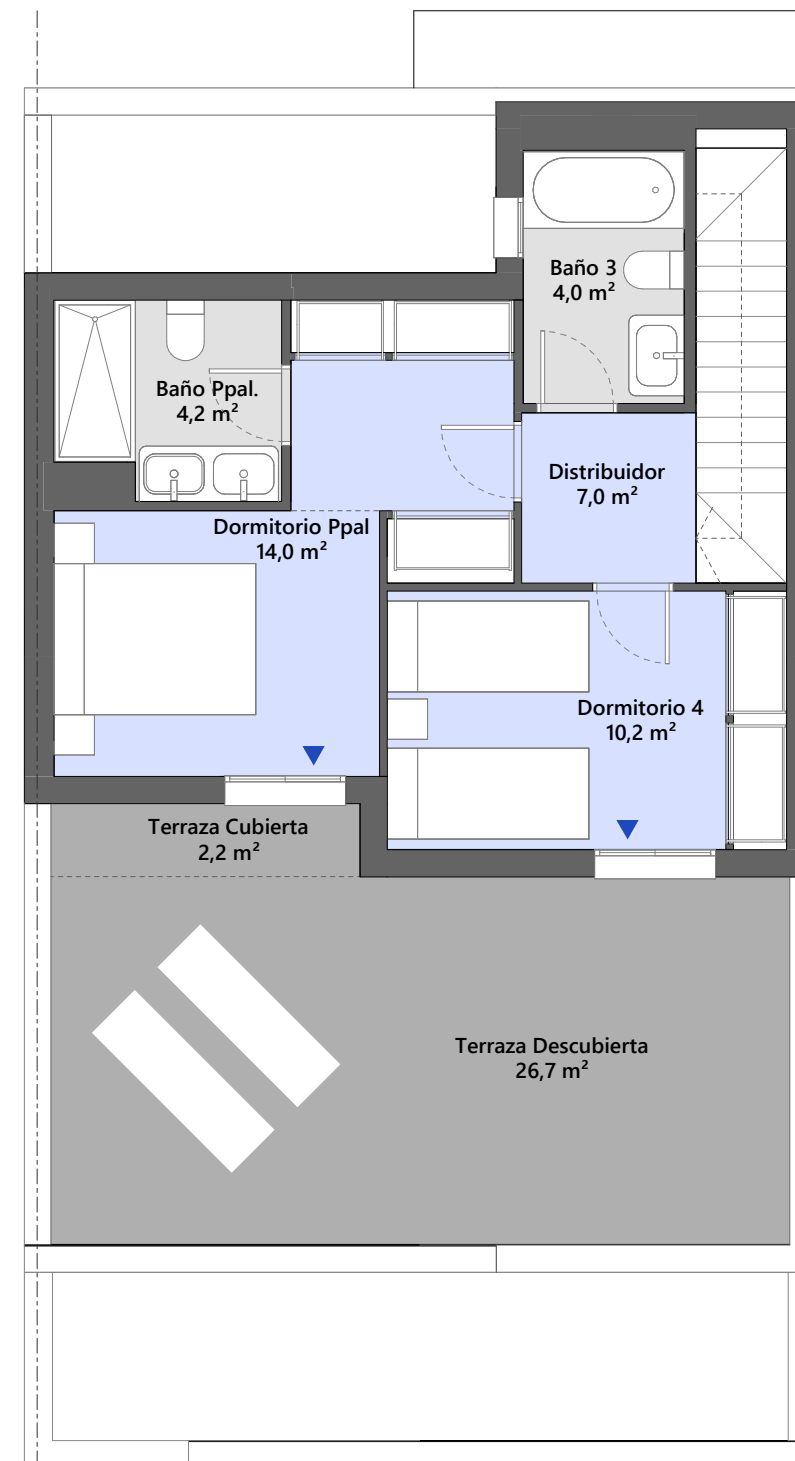 Baño 3
4,0 m²
Baño Ppal.
4,2 m²
Distribuidor
7,0 m²
Dormitorio Ppal
14,0 m²
Dormitorio 4
10,2 m²
Terraza Cubierta
2,2 m²
Terraza Descubierta
26,7 m²